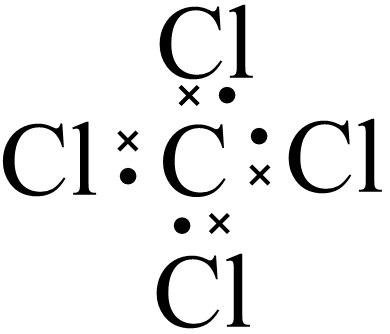 Cl
× •
Cl × • C • × Cl
• ×
Cl